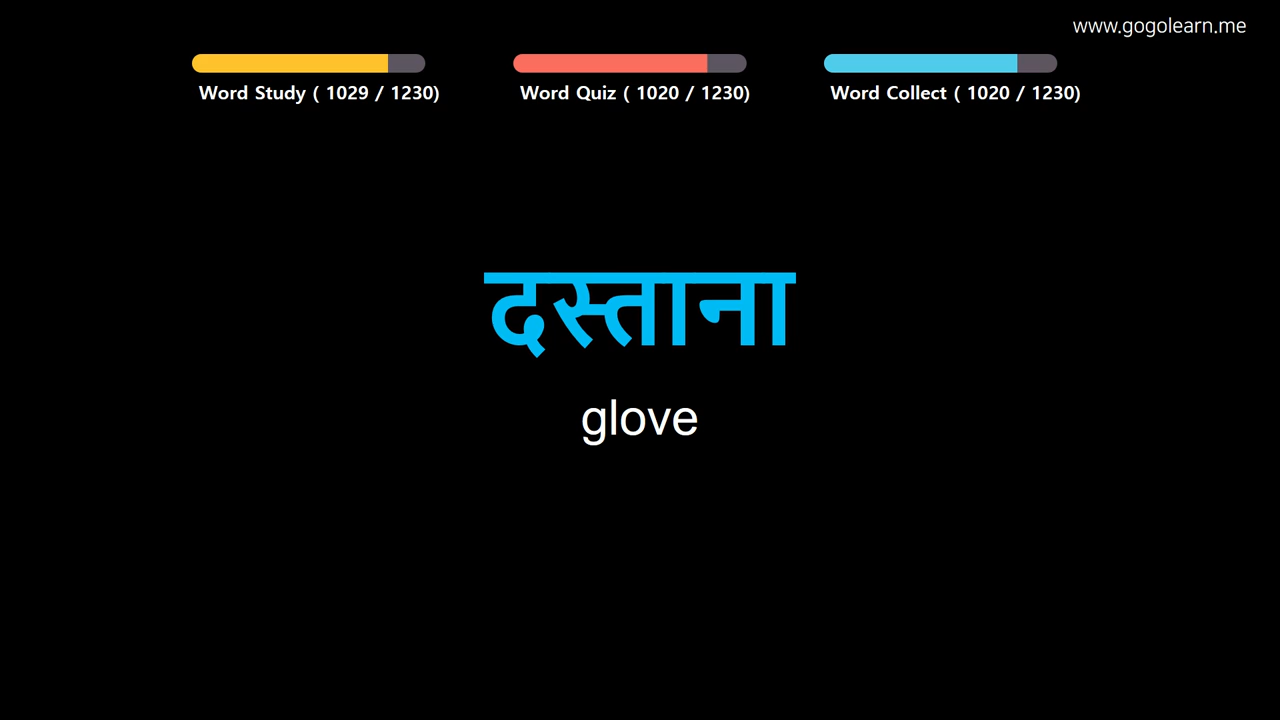 www.gogolearn.me
Word Study ( 1029 / 1230)
Word Quiz ( 1020 / 1230)
Word Collect ( 1020 / 1230)
दस्ताना
glove